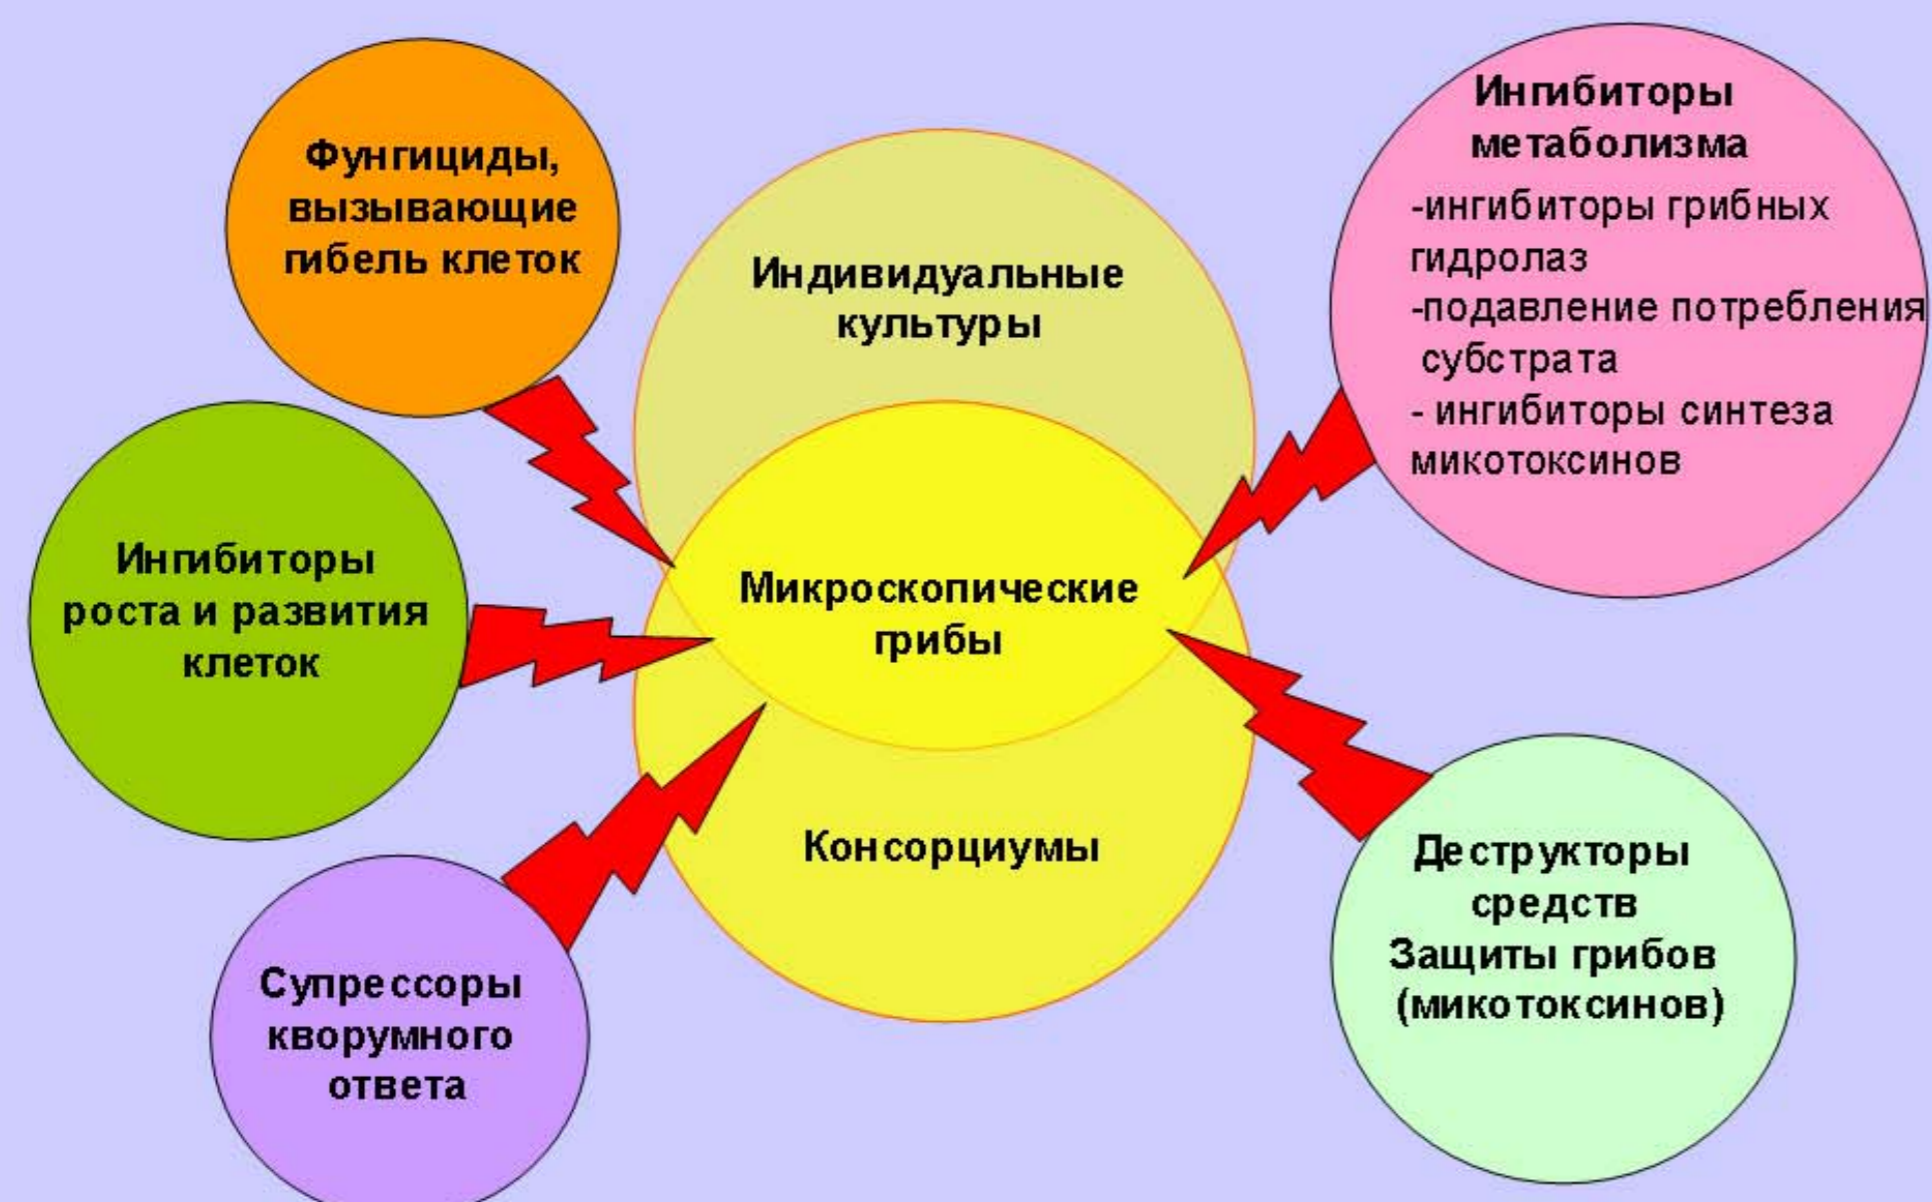 Фунгициды,
вызывающие
гибель клеток
Ингибиторы
роста и развития
клеток
Супрессоры
кворумного
ответа
Индивидуальные
культуры
Микроскопические
грибы
Консорциумы
Ингибиторы
метаболизма
-ингибиторы грибных
гидролаз
-подавление потребления
субстрата
- ингибиторы синтеза
микотоксинов
Деструкторы
средств
Защиты грибов
(микотоксинов)